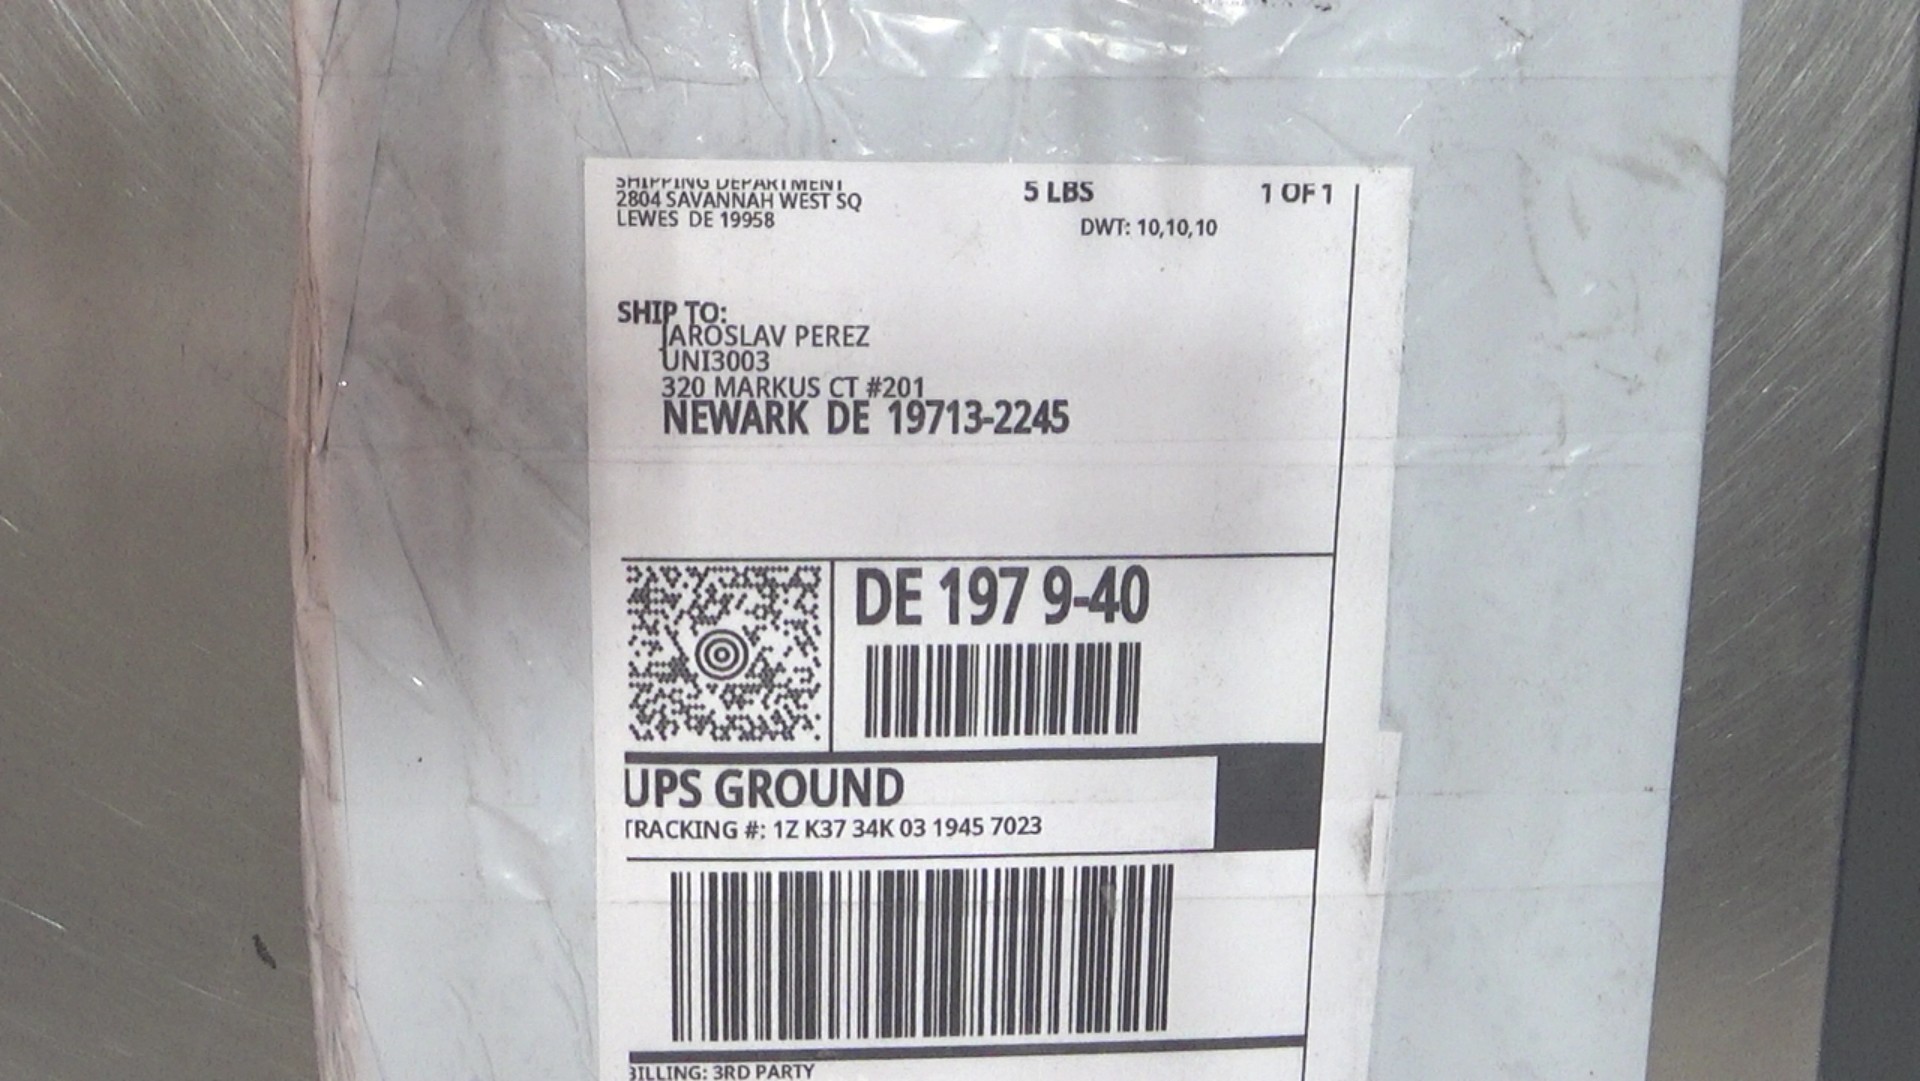 SHIPPING DEPARTMENT
2804 SAVANNAH WEST SQ
LEWES DE 19958
5 LBS
1 OF 1
DWT: 10,10,10
SHIP TO:
JAROSLAV PEREZ
UNI3003
320 MARKUS CT #201
NEWARK DE 19713-2245
DE 197 9-40
UPS GROUND
TRACKING #: 1Z K37 34K 03 1945 7023
BILLING: 3RD PARTY